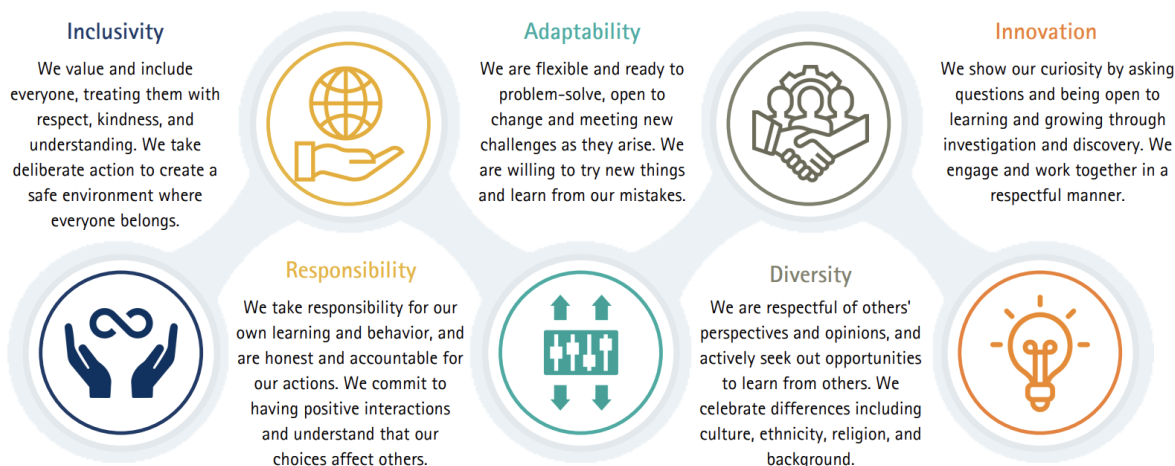 Inclusivity
We value and include
everyone, treating them with
respect, kindness, and
understanding. We take
deliberate action to create a
safe environment where
everyone belongs.
Responsibility
We take responsibility for our
own learning and behavior, and
are honest and accountable for
our actions. We commit to
having positive interactions
and understand that our
choices affect others.
Adaptability
We are flexible and ready to
problem-solve, open to
change and meeting new
challenges as they arise. We
are willing to try new things
and learn from our mistakes.
Diversity
We are respectful of others'
perspectives and opinions, and
actively seek out opportunities
to learn from others. We
celebrate differences including
culture, ethnicity, religion, and
background.
Innovation
We show our curiosity by asking
questions and being open to
learning and growing through
investigation and discovery. We
engage and work together in a
respectful manner.